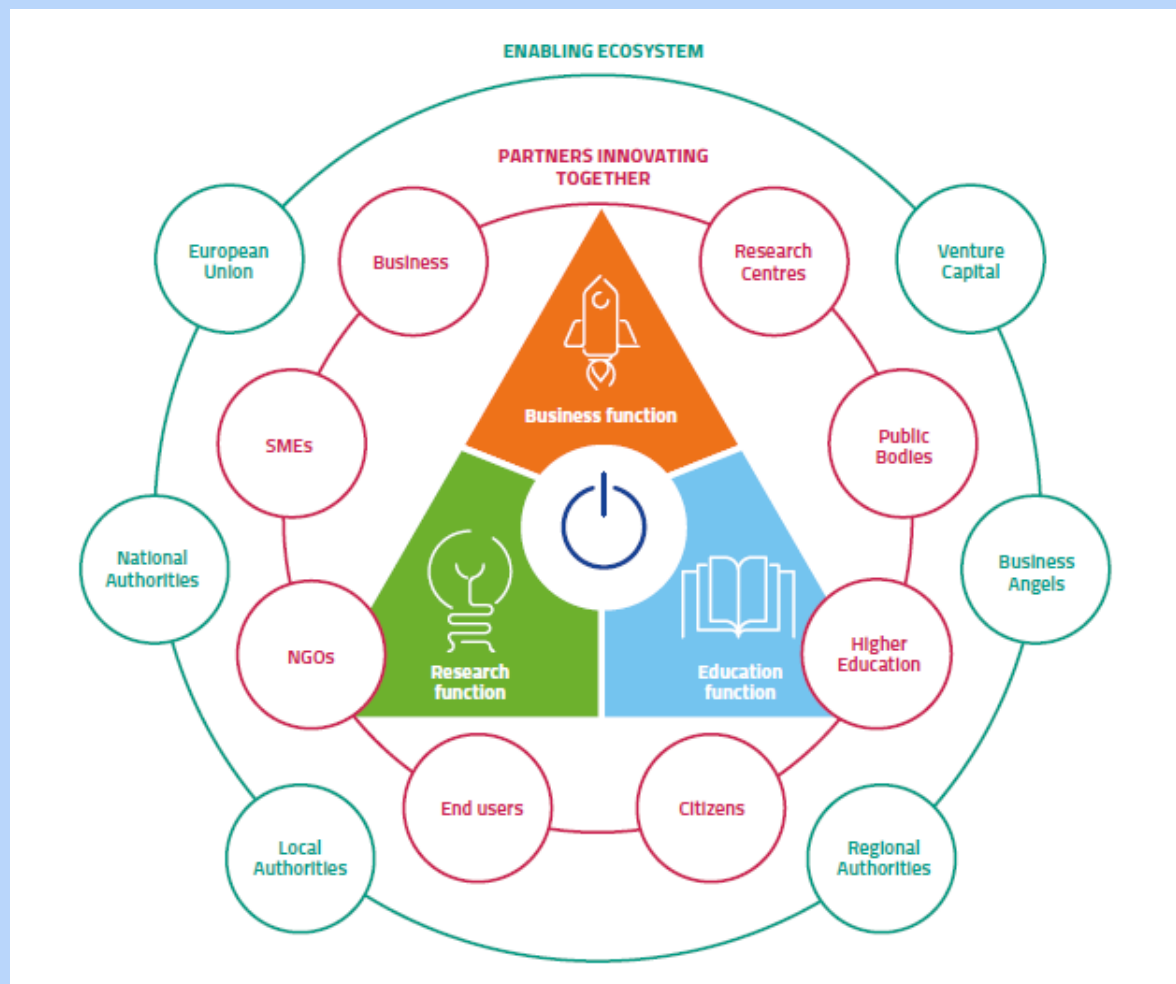 ENABLING ECOSYSTEM
PARTNERS INNOVATING
TOGETHER
European
Union
Business
Research
Centres
Venture
Capital
Business function
SMEs
Public
Bodies
National
Authorities
Business
Angels
NGOs
Research
function
Education
function
Higher
Education
End users
Citizens
Local
Authorities
Regional
Authorities